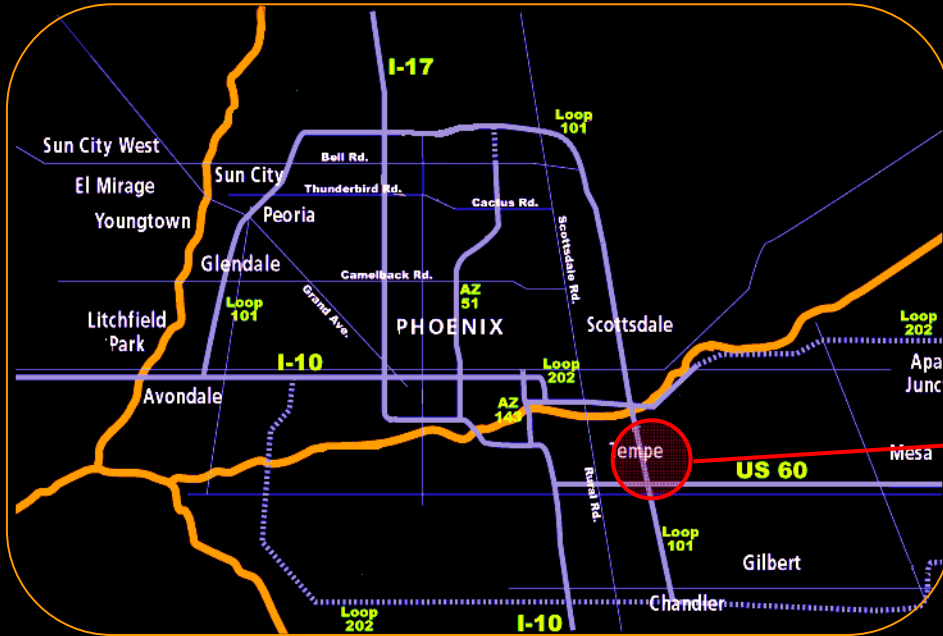 I-17
Loop
101
Sun City West
Bell Rd.
El Mirage
Sun City
Thunderbird Rd.
Youngtown
Peoria
Cactus Rd.
Scottsdale Rd.
Glendale
Camelback Rd.
AZ
51
Grand Ave.
Loop
101
Litchfield
Park
PHOENIX
Scottsdale
Loop
202
I-10
Loop
202
Apa
Junc
Avondale
AZ
143
Tempe
Mesa
US 60
Rural Rd.
Loop
101
Gilbert
Chandler
Loop
202
I-10